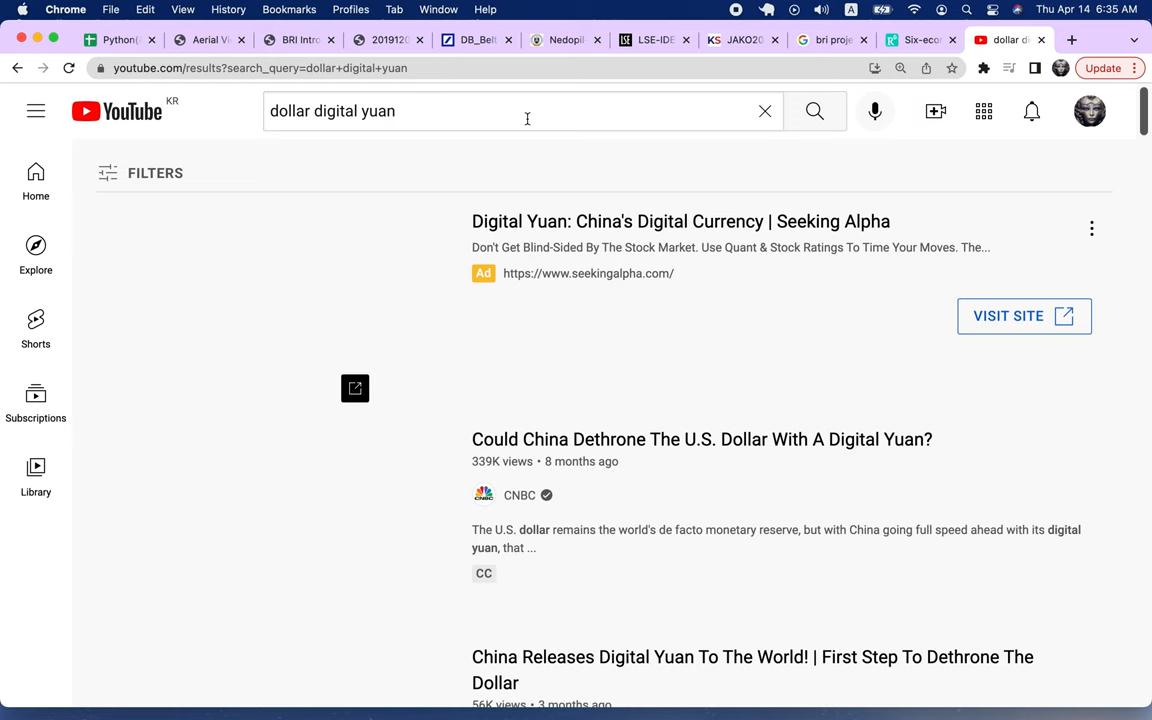 Chrome File Edit View History Bookmarks Profiles Tab Window Help A Thu Apr 14 6:35 AM
Python( Aerial Vi BRI Intro 2019120 DB_Belt Nedopil LSE-IDE JAKO20 bri proje Six-econ dollar di
youtube.com/results?search_query=dollar+digital+yuan Update
YouTube KR
dollar digital yuan
FILTERS
Home
Explore
Shorts
Subscriptions
Library
Digital Yuan: China's Digital Currency | Seeking Alpha
Don't Get Blind-Sided By The Stock Market. Use Quant & Stock Ratings To Time Your Moves. The...
Ad https://www.seekingalpha.com/
VISIT SITE
Could China Dethrone The U.S. Dollar With A Digital Yuan?
339K views • 8 months ago
CNBC
The U.S. dollar remains the world's de facto monetary reserve, but with China going full speed ahead with its digital
yuan, that ...
CC
China Releases Digital Yuan To The World! | First Step To Dethrone The
Dollar
56K views • 3 months ago